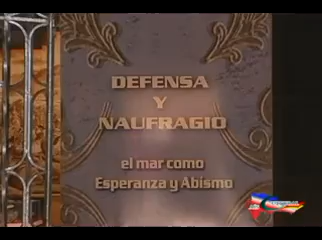 DEFENSA
Y
NAUFRAGIO
el mar como
Esperanza y Abismo